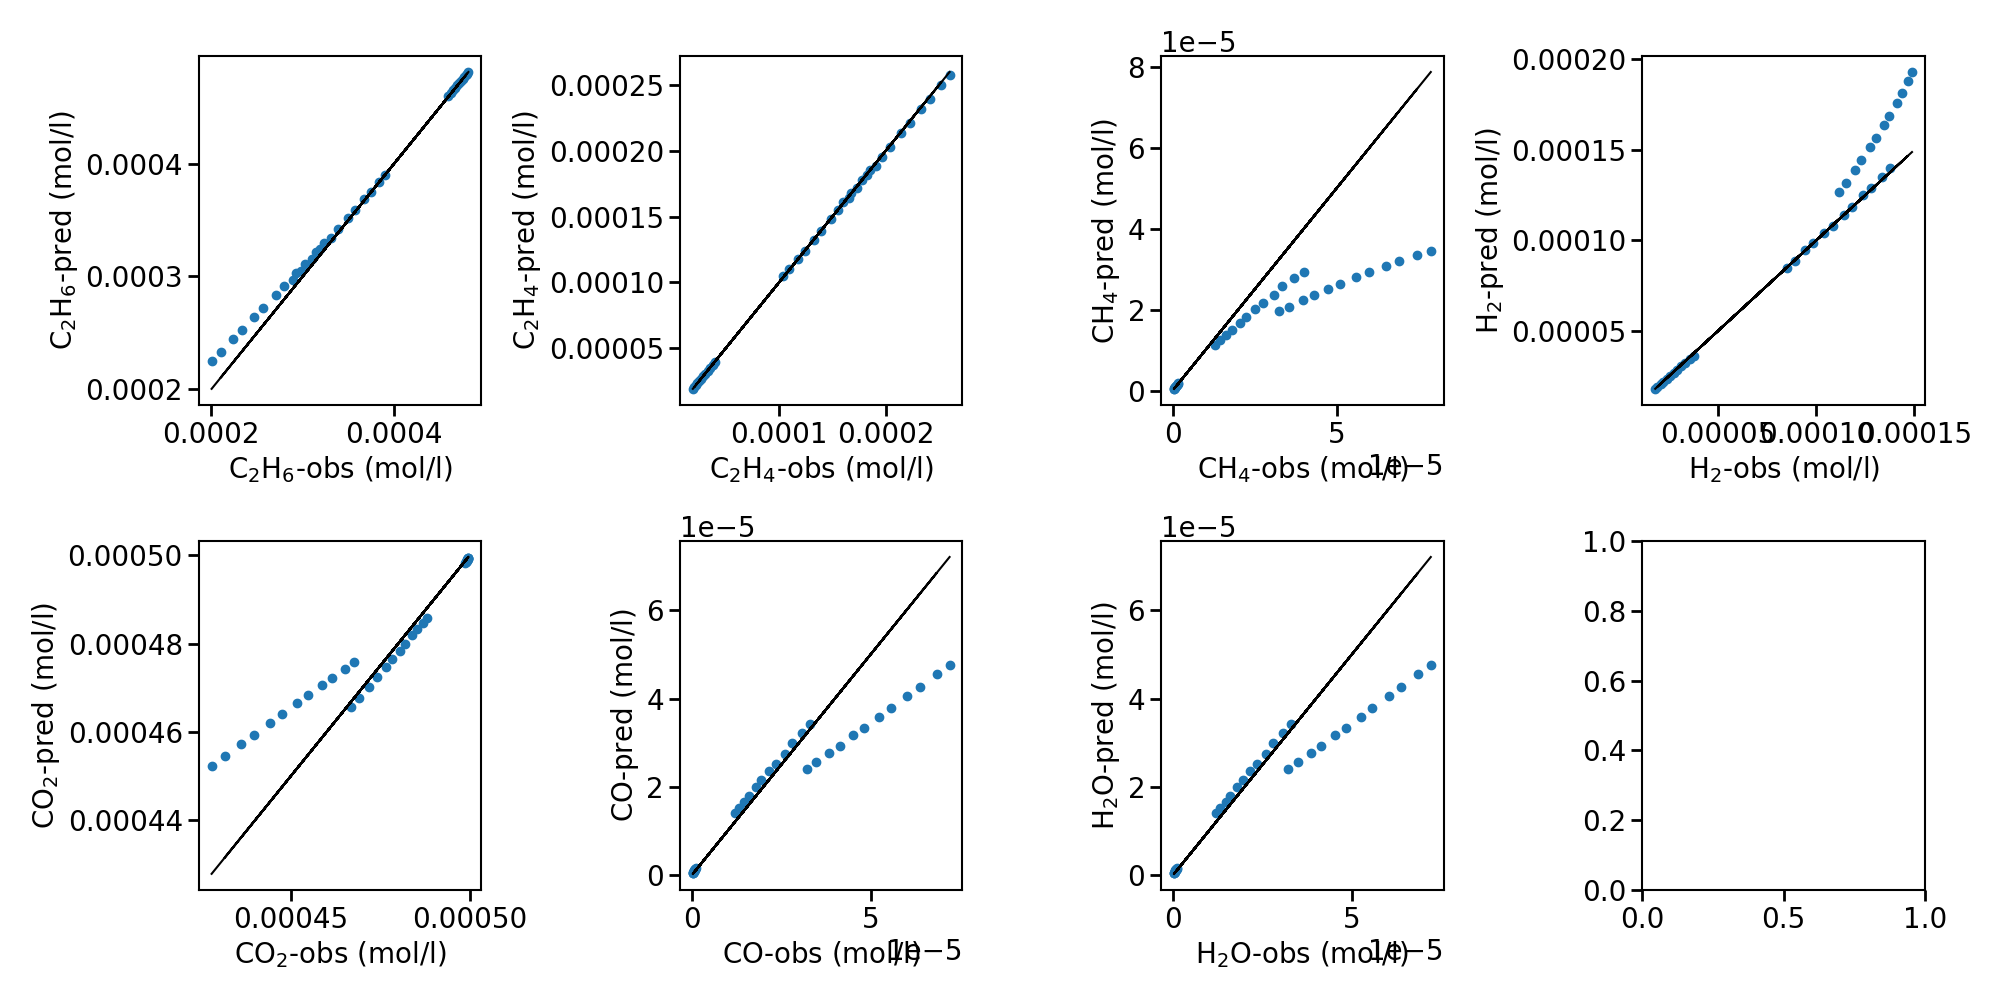 1e−5
C₂H₆-pred (mol/l)
0.0004
0.0003
0.0002
0.0002 0.0004
C₂H₆-obs (mol/l)
C₂H₄-pred (mol/l)
0.00025
0.00020
0.00015
0.00010
0.00005
0.0001 0.0002
C₂H₄-obs (mol/l)
CH₄-pred (mol/l)
8
6
4
2
0
0 5
1e−5
CH₄-obs (mol/l)
H₂-pred (mol/l)
0.00020
0.00015
0.00010
0.00005
0.00005 0.00010 0.00015
H₂-obs (mol/l)
CO₂-pred (mol/l)
0.00050
0.00048
0.00046
0.00044
0.00045 0.00050
CO₂-obs (mol/l)
1e−5
CO-pred (mol/l)
6
4
2
0
0 5
1e−5
CO-obs (mol/l)
1e−5
H₂O-pred (mol/l)
6
4
2
0
0 5
1e−5
H₂O-obs (mol/l)
1.0
0.8
0.6
0.4
0.2
0.0
0.0 0.5 1.0